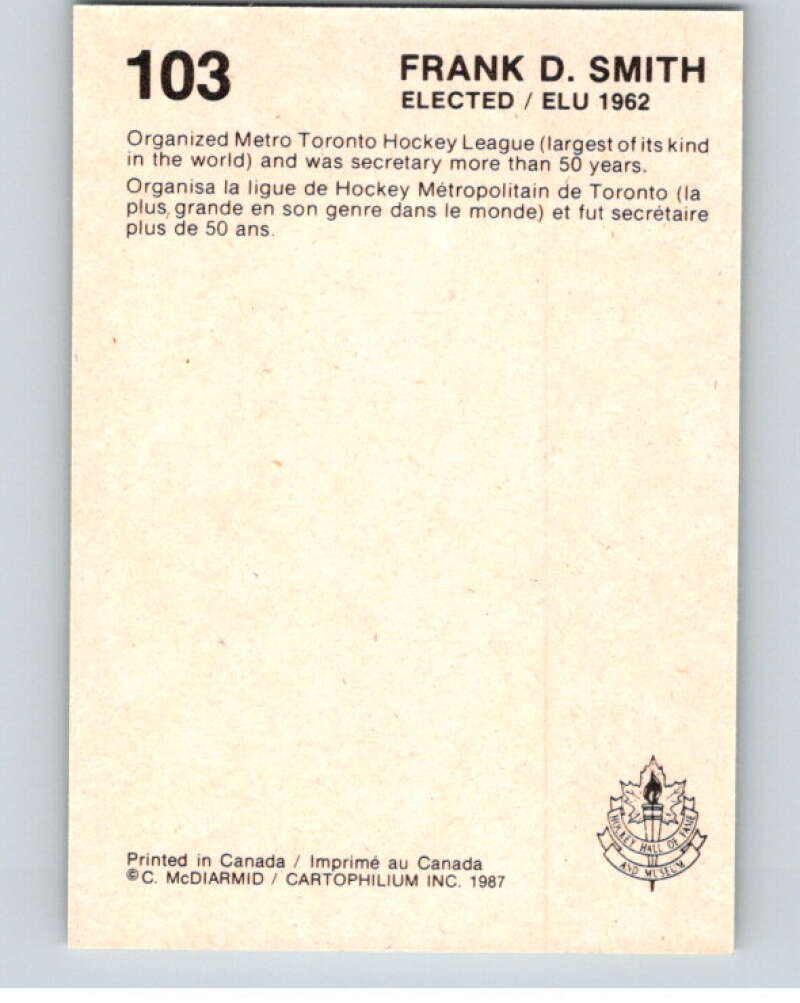 103
FRANK D. SMITH
ELECTED / ELU 1962
Organized Metro Toronto Hockey League (largest of its kind
in the world) and was secretary more than 50 years.
Organisa la ligue de Hockey Métropolitain de Toronto (la
plus grande en son genre dans le monde) et fut secrétaire
plus de 50 ans.
HOCKEY HALL OF FAME
AND MUSEUM
Printed in Canada / Imprimé au Canada
©C. McDIARMID / CARTOPHILIUM INC. 1987